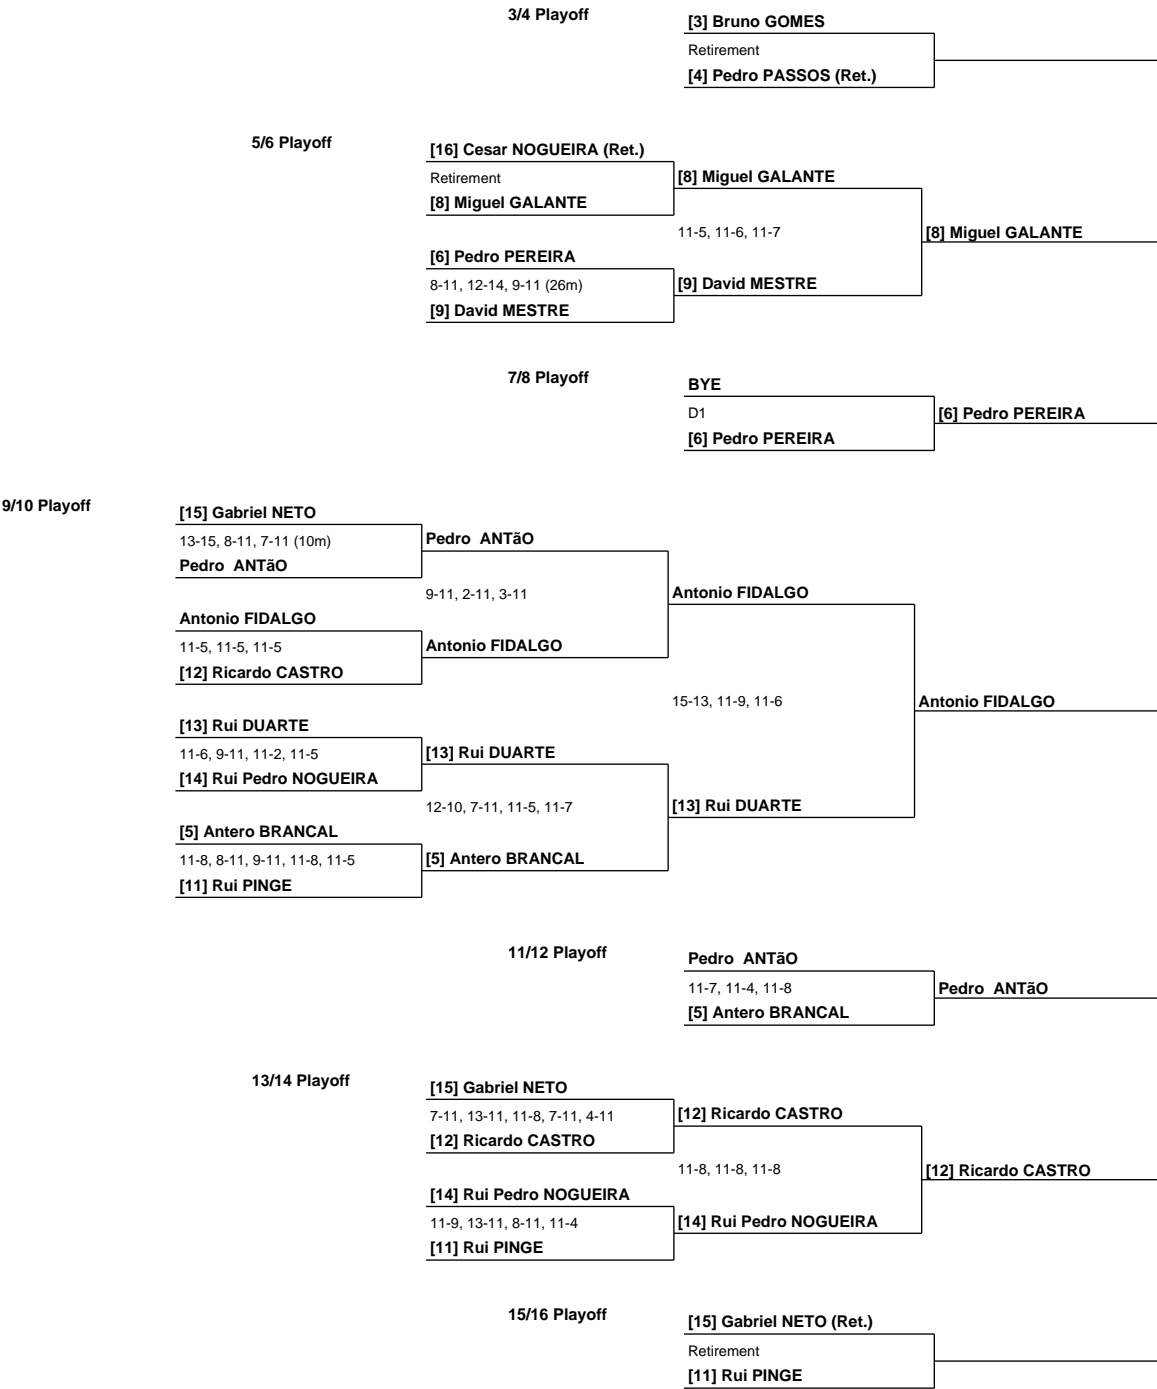 3/4 Playoff
[3] Bruno GOMES
Retirement
[4] Pedro PASSOS (Ret.)
5/6 Playoff
[16] Cesar NOGUEIRA (Ret.)
Retirement
[8] Miguel GALANTE
[8] Miguel GALANTE
11-5, 11-6, 11-7
[8] Miguel GALANTE
[6] Pedro PEREIRA
8-11, 12-14, 9-11 (26m)
[9] David MESTRE
[9] David MESTRE
7/8 Playoff
BYE
D1
[6] Pedro PEREIRA
[6] Pedro PEREIRA
9/10 Playoff
[15] Gabriel NETO
13-15, 8-11, 7-11 (10m)
Pedro ANTãO
Pedro ANTãO
9-11, 2-11, 3-11
Antonio FIDALGO
Antonio FIDALGO
11-5, 11-5, 11-5
Antonio FIDALGO
[12] Ricardo CASTRO
15-13, 11-9, 11-6
Antonio FIDALGO
[13] Rui DUARTE
11-6, 9-11, 11-2, 11-5
[13] Rui DUARTE
[14] Rui Pedro NOGUEIRA
12-10, 7-11, 11-5, 11-7
[13] Rui DUARTE
[5] Antero BRANCAL
11-8, 8-11, 9-11, 11-8, 11-5
[5] Antero BRANCAL
[11] Rui PINGE
11/12 Playoff
Pedro ANTãO
11-7, 11-4, 11-8
Pedro ANTãO
[5] Antero BRANCAL
13/14 Playoff
[15] Gabriel NETO
7-11, 13-11, 11-8, 7-11, 4-11
[12] Ricardo CASTRO
[12] Ricardo CASTRO
11-8, 11-8, 11-8
[12] Ricardo CASTRO
[14] Rui Pedro NOGUEIRA
11-9, 13-11, 8-11, 11-4
[14] Rui Pedro NOGUEIRA
[11] Rui PINGE
15/16 Playoff
[15] Gabriel NETO (Ret.)
Retirement
[11] Rui PINGE